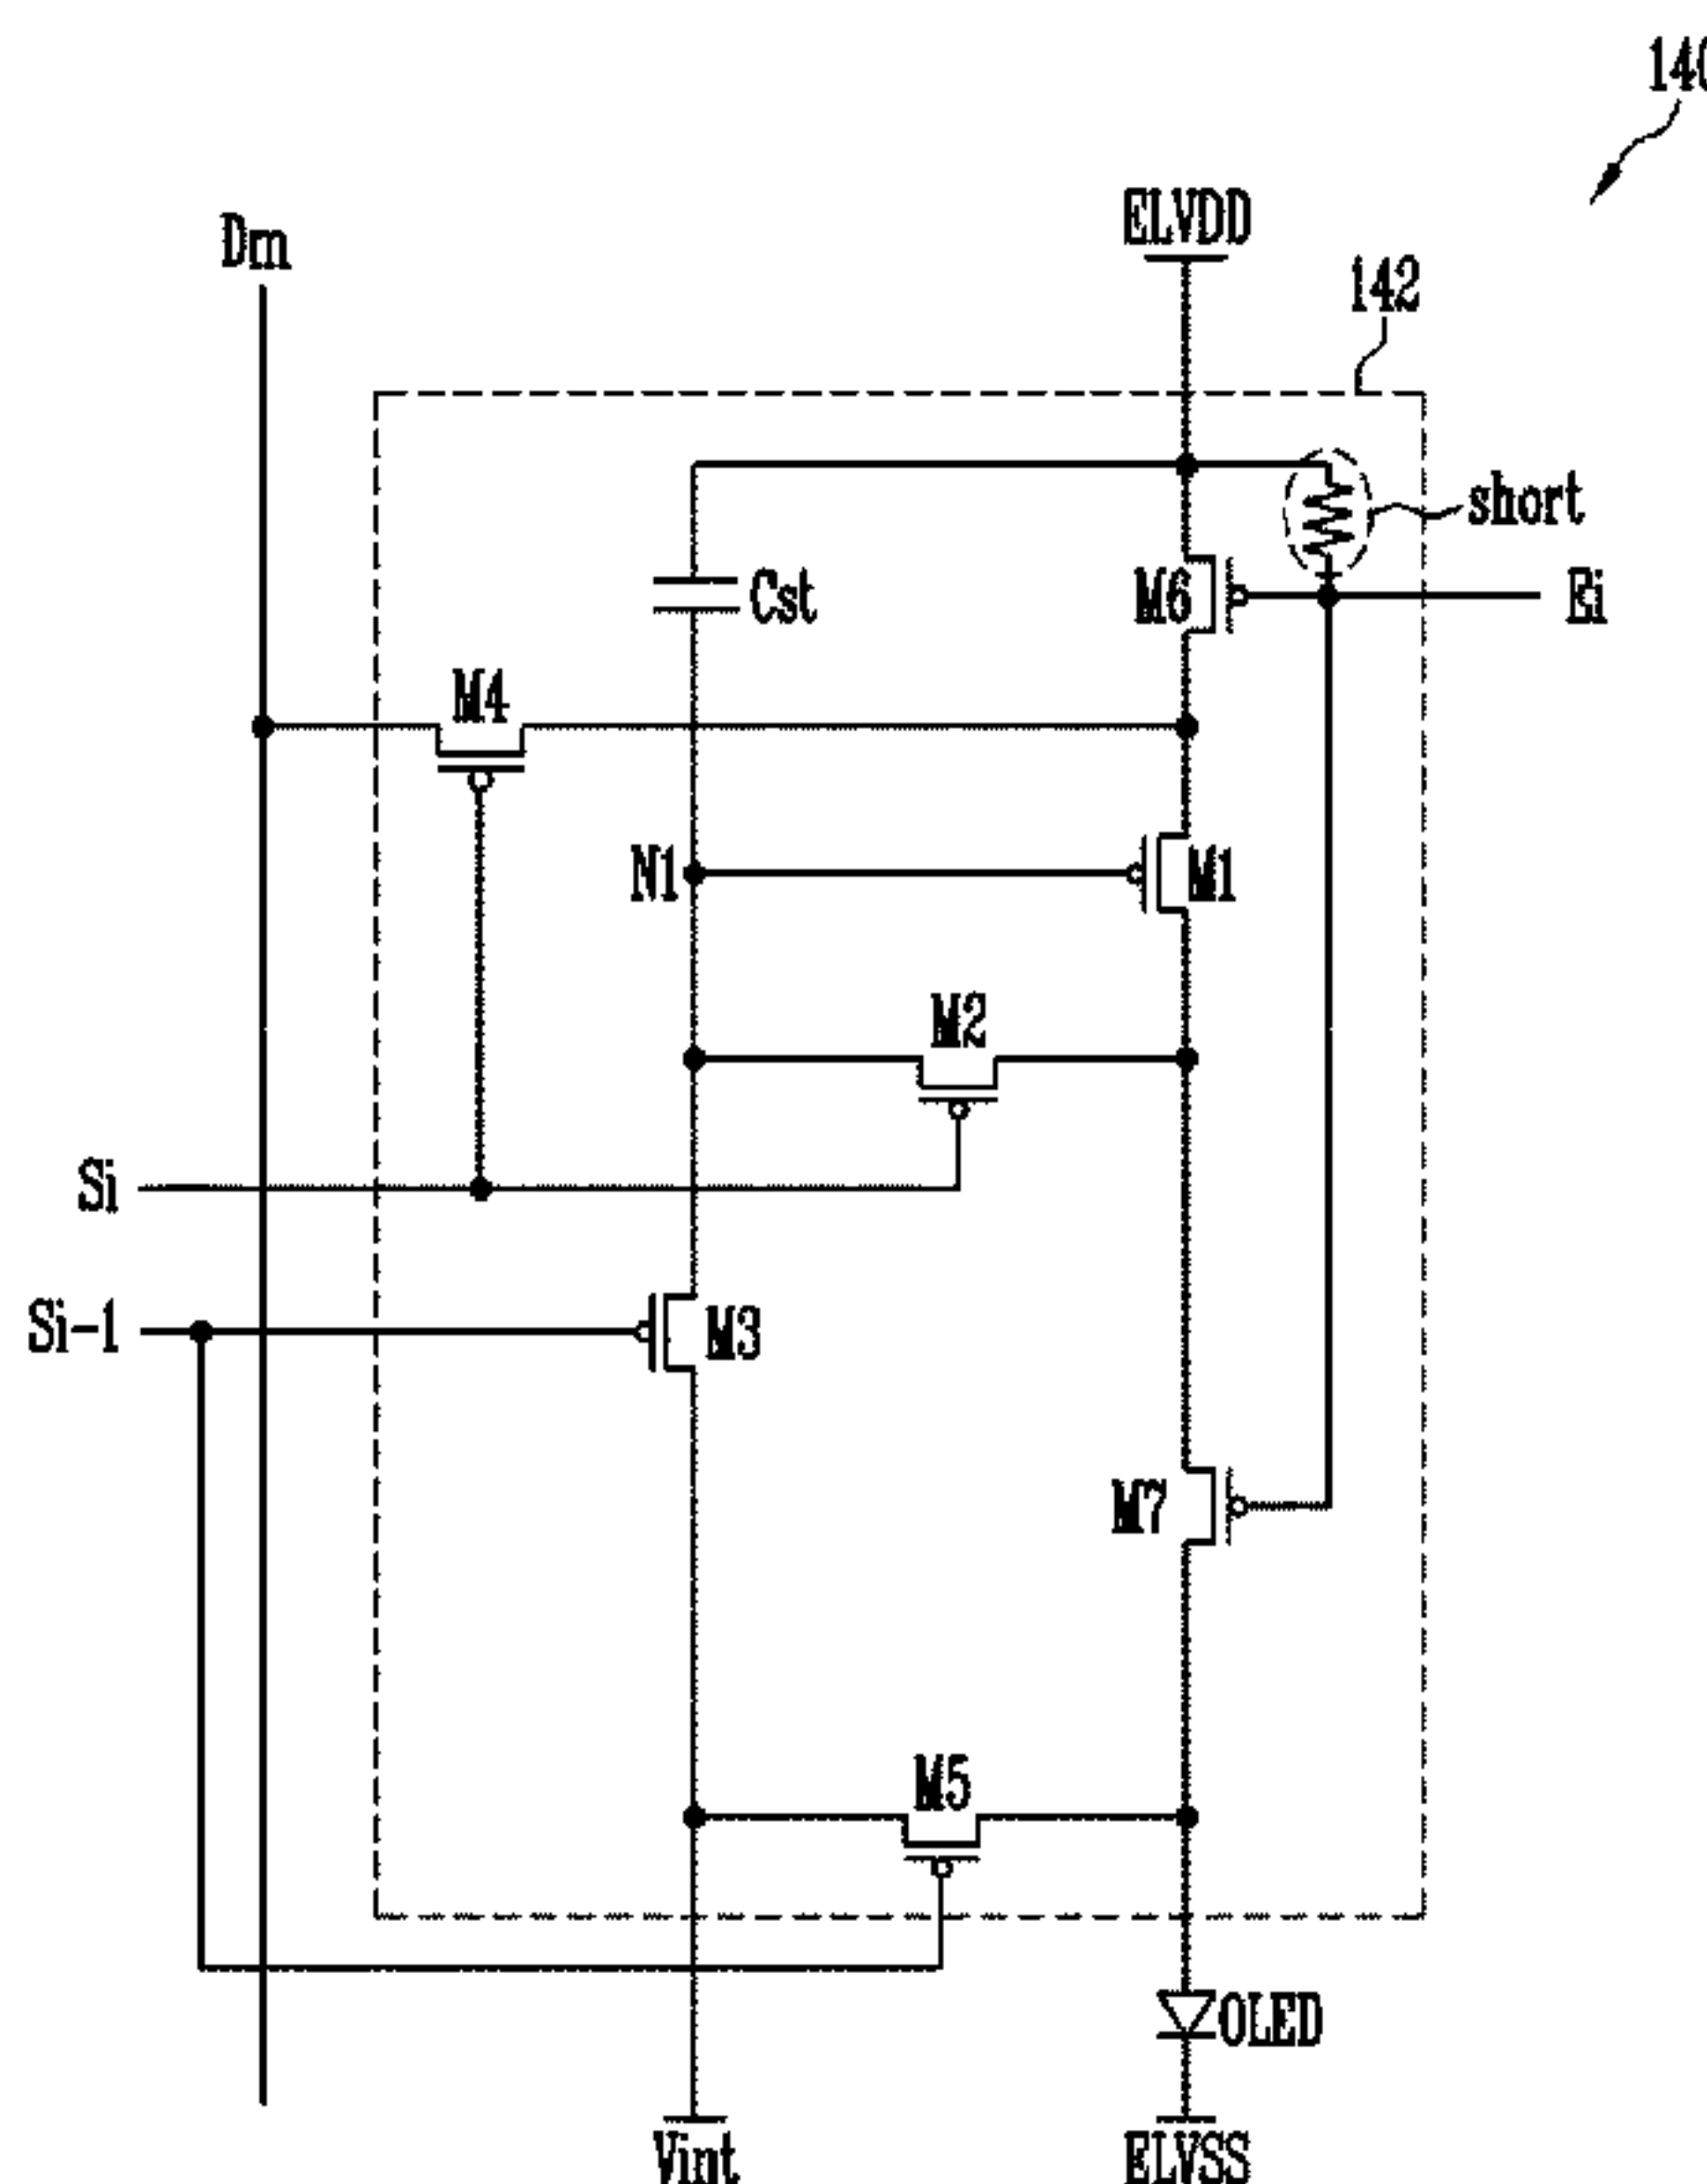 Dm
ELVDD
142
short
Cst
M6
Ei
M4
N1
M1
M2
Si
Si-1
M3
M7
M5
OLED
Vint
ELVSS